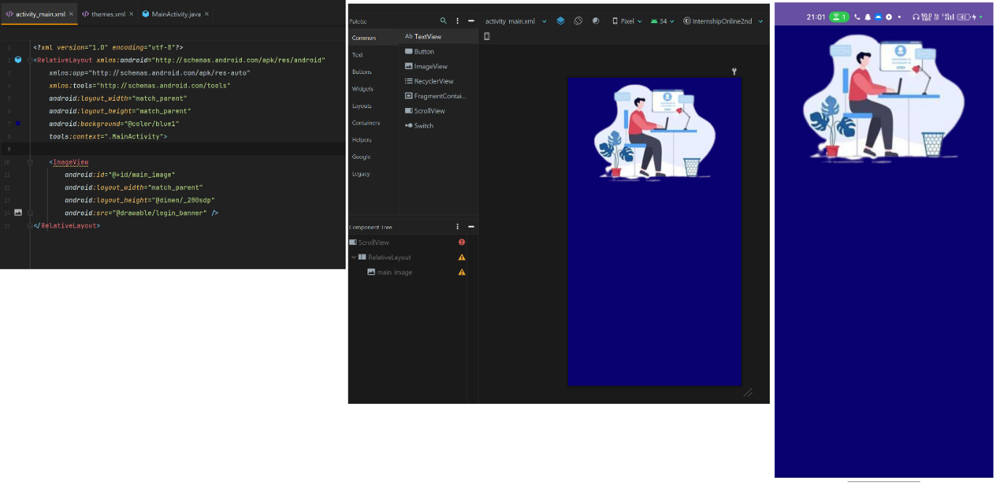 activity_main.xml
themes.xml
MainActivity.java
1 <?xml version="1.0" encoding="utf-8"?>
2 <RelativeLayout xmlns:android="http://schemas.android.com/apk/res/android"
3 xmlns:app="http://schemas.android.com/apk/res-auto"
4 xmlns:tools="http://schemas.android.com/tools"
5 android:layout_width="match_parent"
6 android:layout_height="match_parent"
7 android:background="@color/blue1"
8 tools:context=".MainActivity">
9
10 <ImageView
11 android:id="@+id/main_image"
12 android:layout_width="match_parent"
13 android:layout_height="@dimen/_200sdp"
14 android:src="@drawable/login_banner" />
15 </RelativeLayout>
Palette
Common
Text
Buttons
Widgets
Layouts
Containers
Helpers
Google
Legacy
Ab TextView
Button
ImageView
RecyclerView
FragmentContai...
ScrollView
Switch
Component Tree
ScrollView
RelativeLayout
main_image
activity_main.xml
Pixel
34
InternshipOnline2nd
21:01
1
50.0 KB/S
4G
45